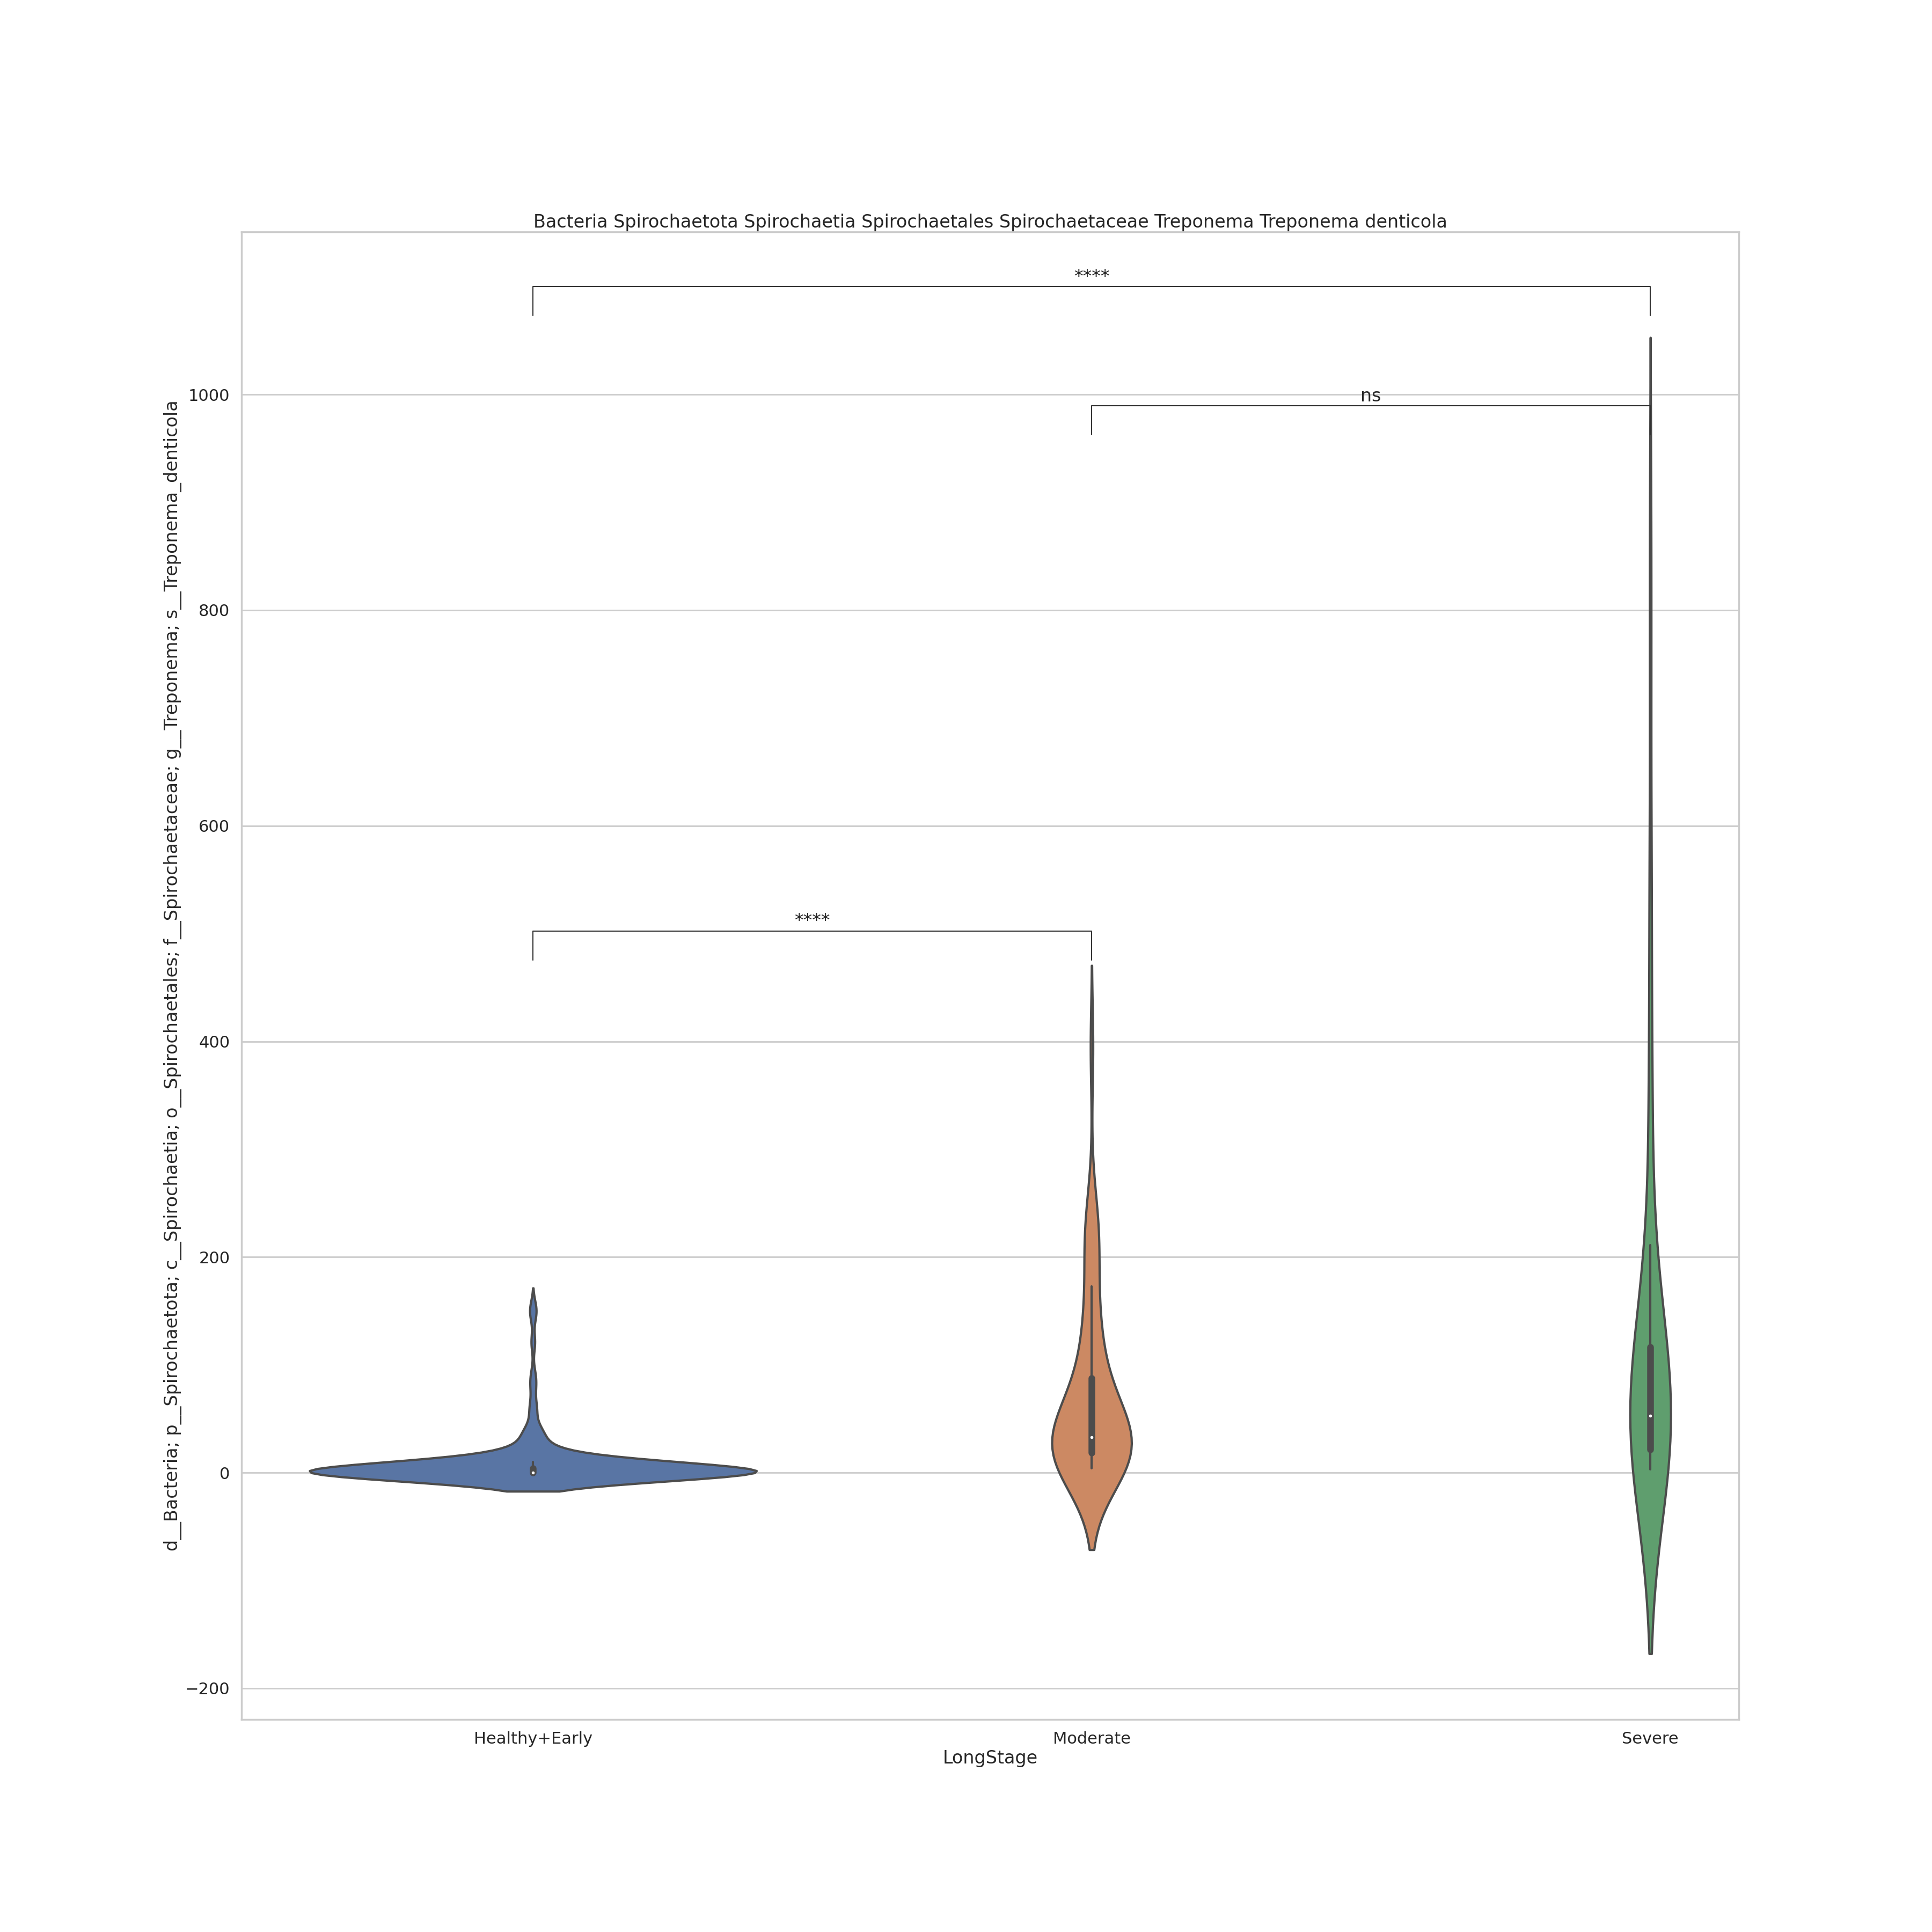 Bacteria Spirochaetota Spirochaetia Spirochaetales Spirochaetaceae Treponema Treponema denticola
****
1000
ns
800
600
****
400
200
0
−200
d__Bacteria; p__Spirochaetota; c__Spirochaetia; o__Spirochaetales; f__Spirochaetaceae; g__Treponema; s__Treponema_denticola
Healthy+Early
Moderate
Severe
LongStage